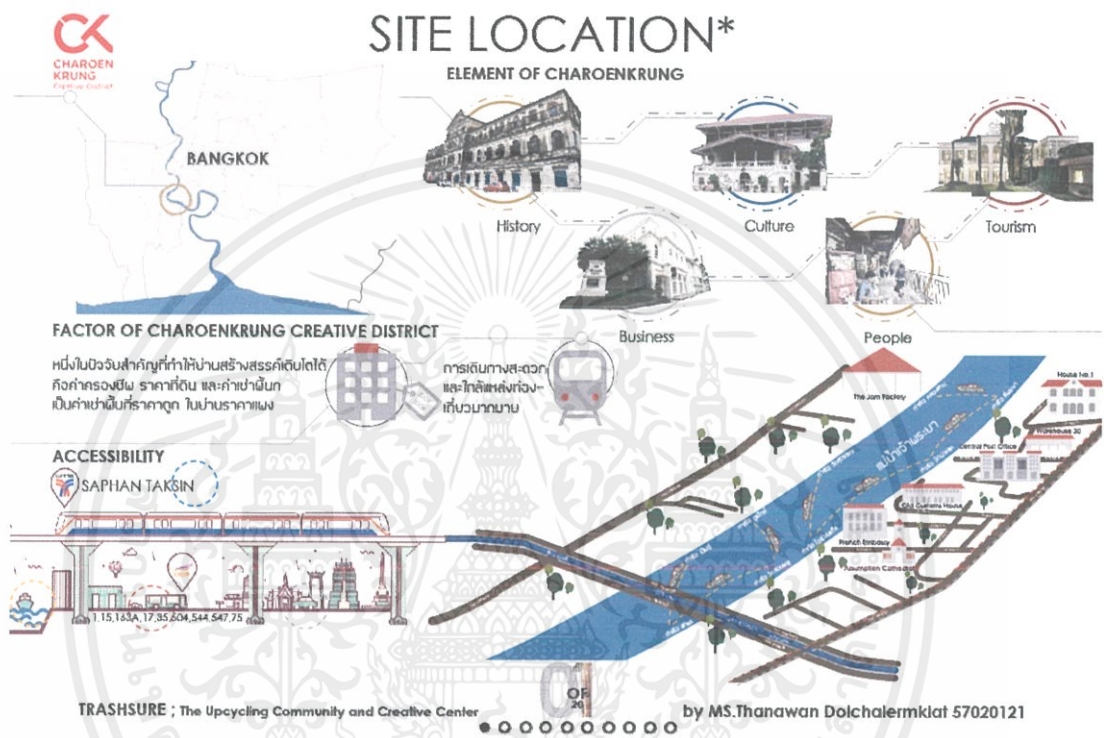 CK
CHAROEN
KRUNG
Creative District
SITE LOCATION*
ELEMENT OF CHAROENKRUNG
BANGKOK
History
Culture
Tourism
Business
People
FACTOR OF CHAROENKRUNG CREATIVE DISTRICT
หนึ่งในปัจจัยสำคัญที่ทำให้ย่านสร้างสรรค์เติบโตได้
คือค่าครองชีพ ราคาที่ดิน และค่าเช่าพื้นที่
เป็นค่าเช่าพื้นที่ราคาถูก ในย่านราคาแพง
การเดินทางสะดวก
และใกล้แหล่งท่อง-
เที่ยวมากมาย
ACCESSIBILITY
SAPHAN TAKSIN
1,15,163A,17,35,504,544,547,75
The Jam Factory
แม่น้ำเจ้าพระยา
House No.1
Warehouse 30
Central Post Office
Old Customs House
French Embassy
Assumption Cathedral
01
OF
20
TRASHSURE ; The Upcycling Community and Creative Center
by MS.Thanawan Dolchalermkiat 57020121